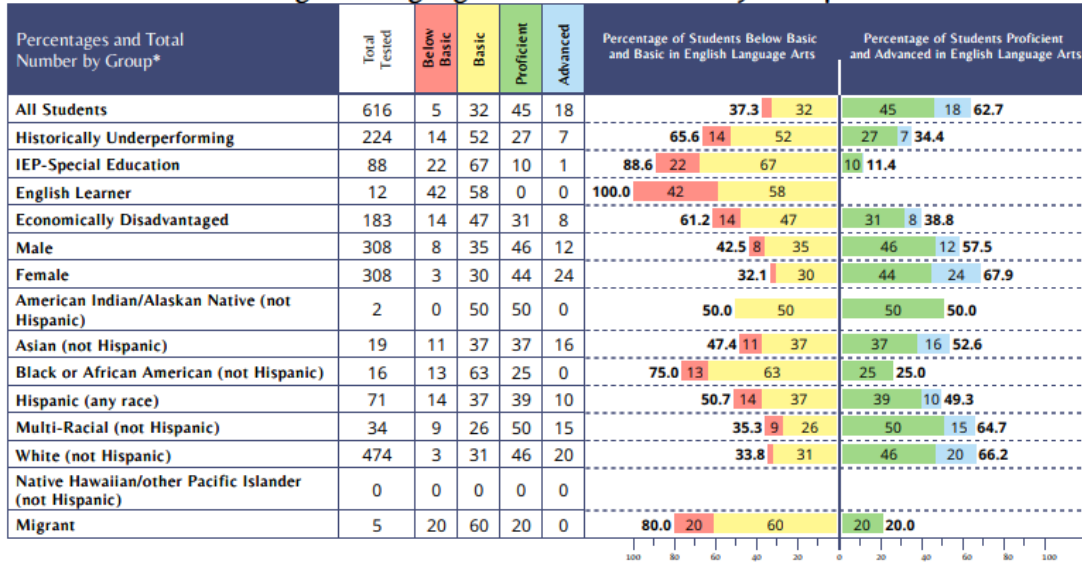 Percentages and Total
Number by Group*
Total
Tested
Below
Basic
Basic
Proficient
Advanced
Percentage of Students Below Basic
and Basic in English Language Arts
Percentage of Students Proficient
and Advanced in English Language Arts
All Students 616 5 32 45 18 37.3 32 45 18 62.7
Historically Underperforming 224 14 52 27 7 65.6 14 52 27 7 34.4
IEP-Special Education 88 22 67 10 1 88.6 22 67 10 11.4
English Learner 12 42 58 0 0 100.0 42 58
Economically Disadvantaged 183 14 47 31 8 61.2 14 47 31 8 38.8
Male 308 8 35 46 12 42.5 8 35 46 12 57.5
Female 308 3 30 44 24 32.1 30 44 24 67.9
American Indian/Alaskan Native (not
Hispanic) 2 0 50 50 0 50.0 50 50 50.0
Asian (not Hispanic) 19 11 37 37 16 47.4 11 37 37 16 52.6
Black or African American (not Hispanic) 16 13 63 25 0 75.0 13 63 25 25.0
Hispanic (any race) 71 14 37 39 10 50.7 14 37 39 10 49.3
Multi-Racial (not Hispanic) 34 9 26 50 15 35.3 9 26 50 15 64.7
White (not Hispanic) 474 3 31 46 20 33.8 31 46 20 66.2
Native Hawaiian/other Pacific Islander
(not Hispanic) 0 0 0 0 0
Migrant 5 20 60 20 0 80.0 20 60 20 20.0
100 80 60 40 20 0 20 40 60 80 100